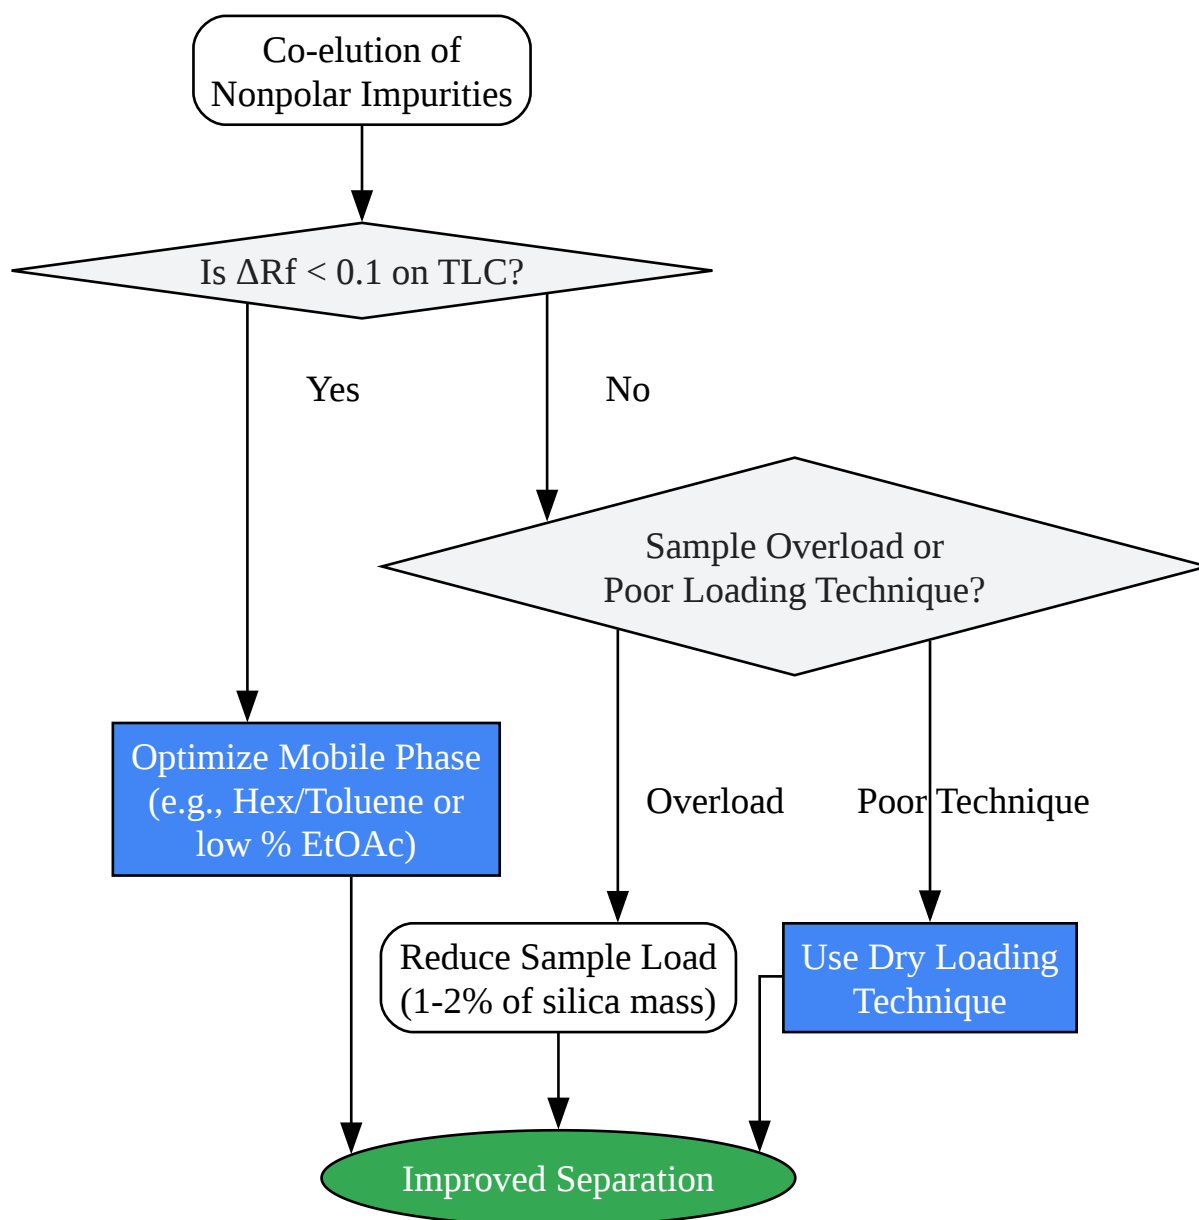 Co-elution of
Nonpolar Impurities
Is ΔRf < 0.1 on TLC?
Yes
No
Sample Overload or
Poor Loading Technique?
Optimize Mobile Phase
(e.g., Hex/Toluene or
low % EtOAc)
Overload
Poor Technique
Reduce Sample Load
(1-2% of silica mass)
Use Dry Loading
Technique
Improved Separation